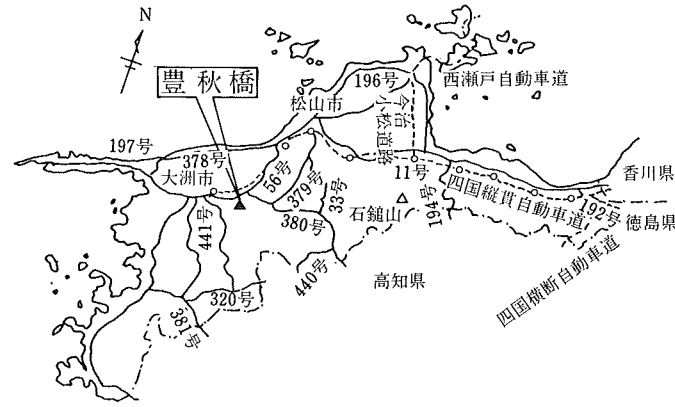 N
豊秋橋
196号
西瀬戸自動車道
松山市
今治
小松道路
197号
378号
大洲市
56号
379号
11号
香川県
33号
石鎚山
194号
四国縦貫自動車道
192号
徳島県
441号
380号
440号
高知県
四国横断自動車道
320号
381号